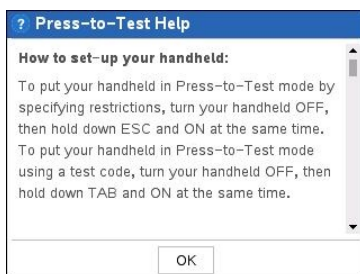 ? Press-to-Test Help
How to set-up your handheld:
To put your handheld in Press-to-Test mode by
specifying restrictions, turn your handheld OFF,
then hold down ESC and ON at the same time.
To put your handheld in Press-to-Test mode
using a test code, turn your handheld OFF, then
hold down TAB and ON at the same time.
OK